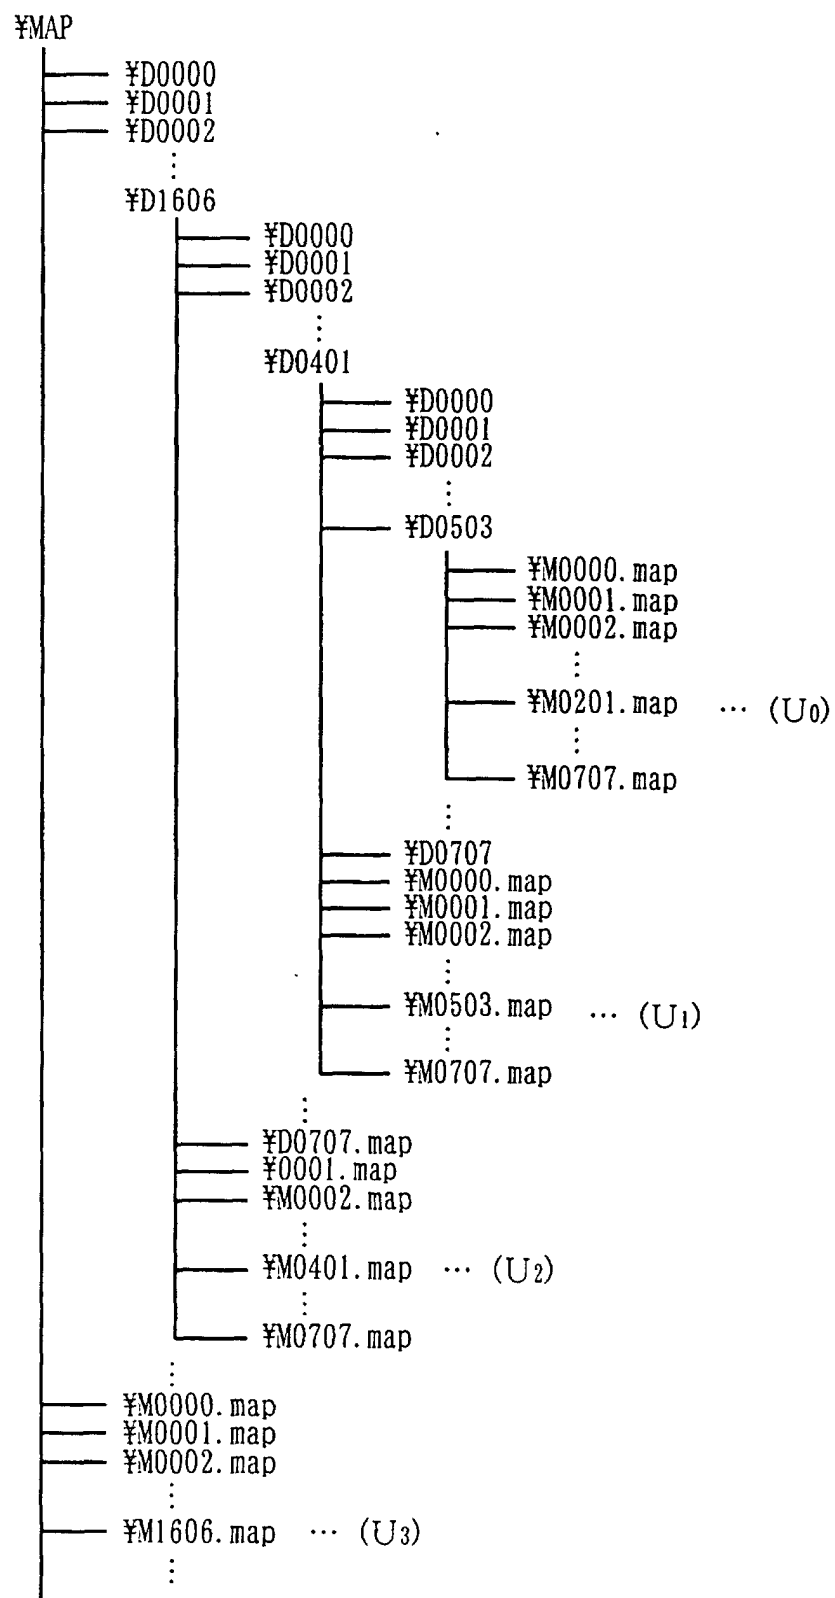 ¥MAP
¥D0000
¥D0001
¥D0002
⋮
¥D1606
¥D0000
¥D0001
¥D0002
⋮
¥D0401
¥D0000
¥D0001
¥D0002
⋮
¥D0503
¥M0000.map
¥M0001.map
¥M0002.map
⋮
¥M0201.map … (U0)
⋮
¥M0707.map
⋮
¥D0707
¥M0000.map
¥M0001.map
¥M0002.map
⋮
¥M0503.map … (U1)
⋮
¥M0707.map
⋮
¥D0707.map
¥0001.map
¥M0002.map
⋮
¥M0401.map … (U2)
⋮
¥M0707.map
⋮
¥M0000.map
¥M0001.map
¥M0002.map
⋮
¥M1606.map … (U3)
⋮